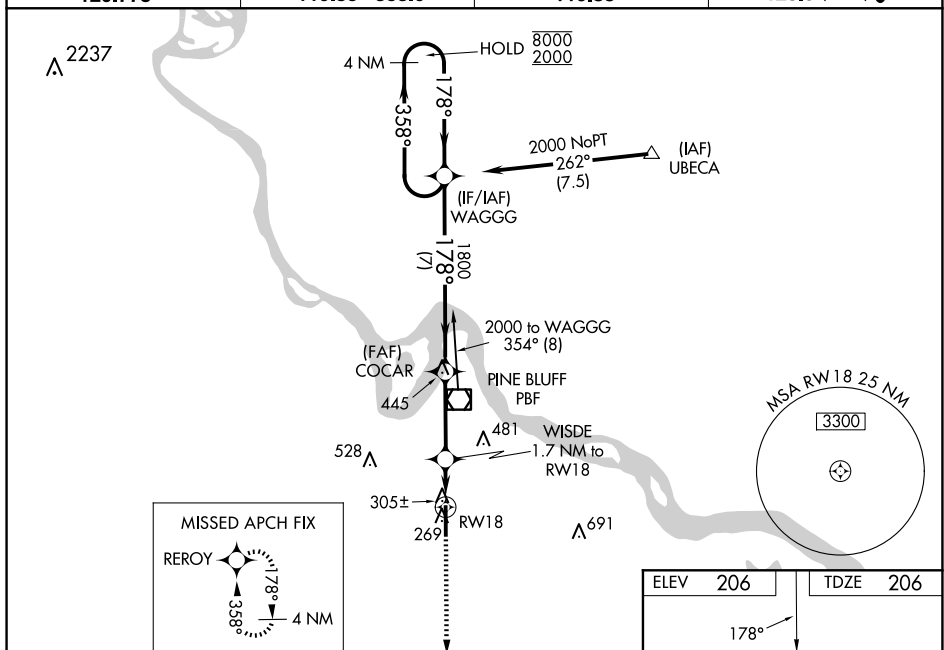 2237
4 NM
HOLD
8000
2000
178°
358°
2000 NoPT
262°
(7.5)
(IAF)
UBECA
(IF/IAF)
WAGGG
178°
1800
(7)
2000 to WAGGG
354° (8)
(FAF)
COCAR
445
PINE BLUFF
PBF
MSA RW18 25 NM
3300
481
528
WISDE
1.7 NM to
RW18
305±
RW18
269
691
MISSED APCH FIX
REROY
178°
358°
4 NM
ELEV 206
TDZE 206
178°